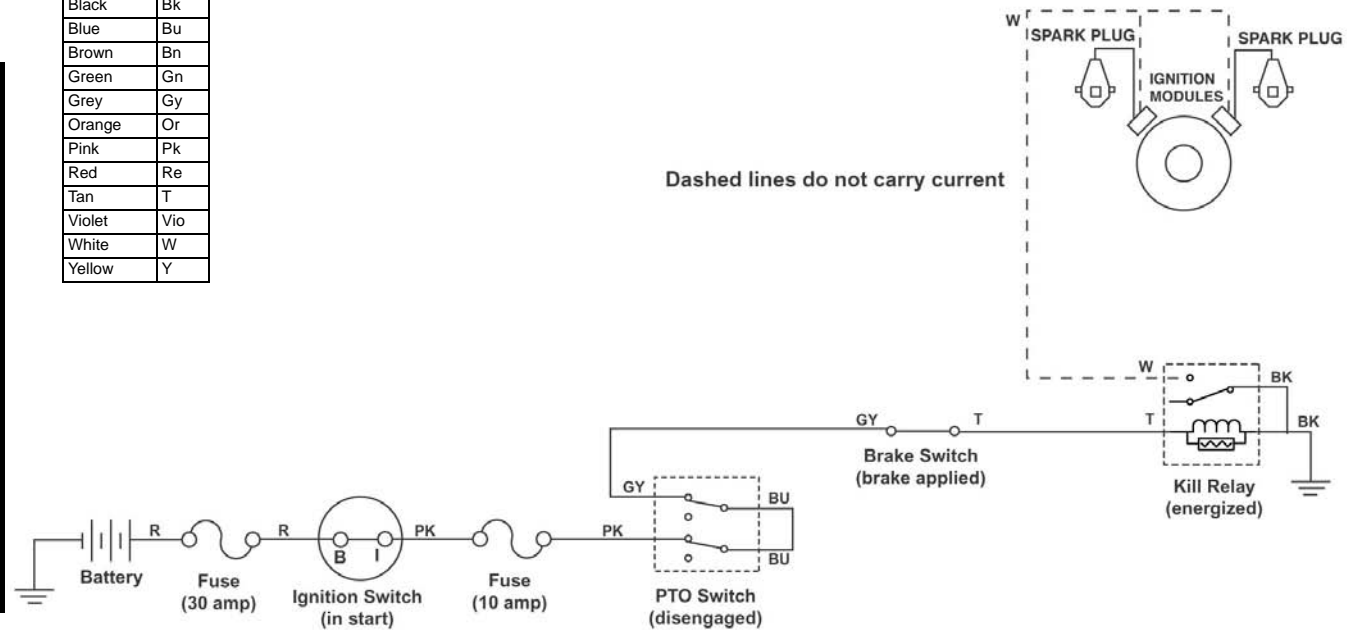 Black Bk
Blue Bu
Brown Bn
Green Gn
Grey Gy
Orange Or
Pink Pk
Red Re
Tan T
Violet Vio
White W
Yellow Y
W
SPARK PLUG
SPARK PLUG
IGNITION
MODULES
Dashed lines do not carry current
W
BK
GY
T
T
BK
Brake Switch
(brake applied)
Kill Relay
(energized)
GY
BU
R
R
PK
PK
B
I
BU
Battery
Fuse
(30 amp)
Ignition Switch
(in start)
Fuse
(10 amp)
PTO Switch
(disengaged)